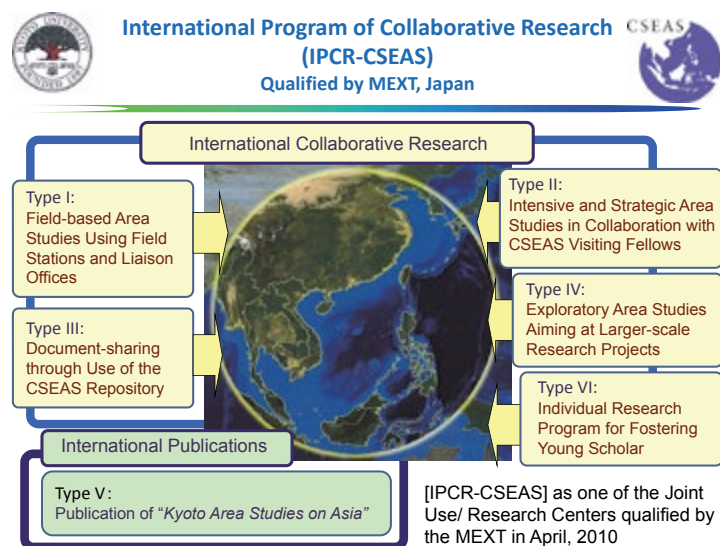 KYOTO UNIVERSITY
FOUNDED 1897
International Program of Collaborative Research
(IPCR-CSEAS)
Qualified by MEXT, Japan
CSEAS
International Collaborative Research
Type I:
Field-based Area
Studies Using Field
Stations and Liaison
Offices
Type II:
Intensive and Strategic Area
Studies in Collaboration with
CSEAS Visiting Fellows
Type III:
Document-sharing
through Use of the
CSEAS Repository
Type IV:
Exploratory Area Studies
Aiming at Larger-scale
Research Projects
Type VI:
Individual Research
Program for Fostering
Young Scholar
International Publications
Type V:
Publication of "Kyoto Area Studies on Asia"
[IPCR-CSEAS] as one of the Joint
Use/ Research Centers qualified by
the MEXT in April, 2010